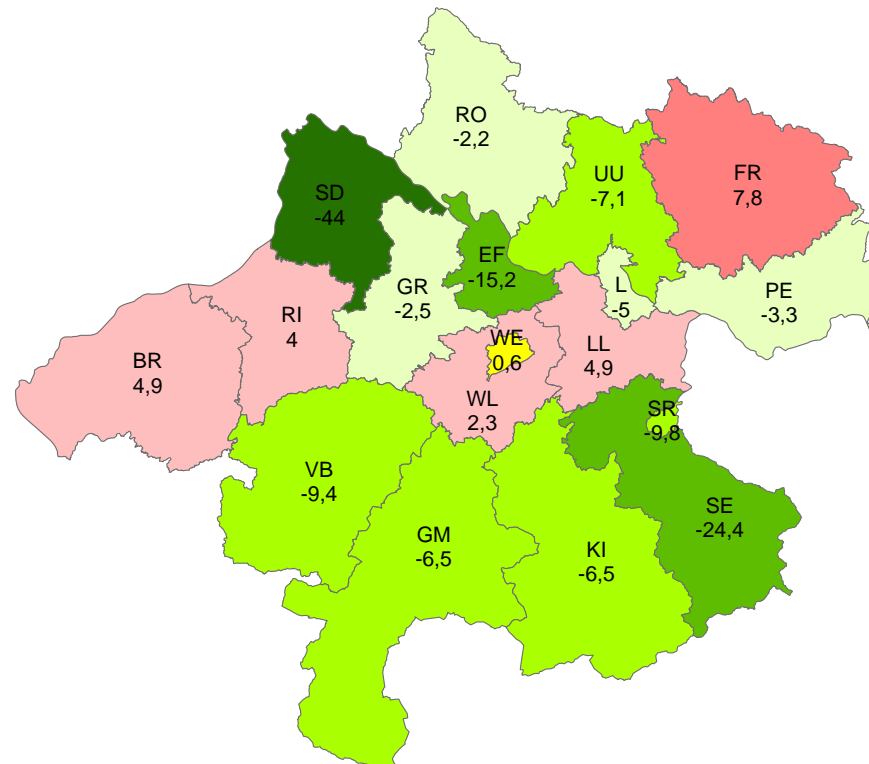 RO
-2,2
UU
-7,1
FR
7,8
SD
-44
EF
-15,2
GR
-2,5
L
-5
PE
-3,3
RI
4
WE
0,6
LL
4,9
BR
4,9
WL
2,3
SR
-9,8
VB
-9,4
SE
-24,4
GM
-6,5
KI
-6,5